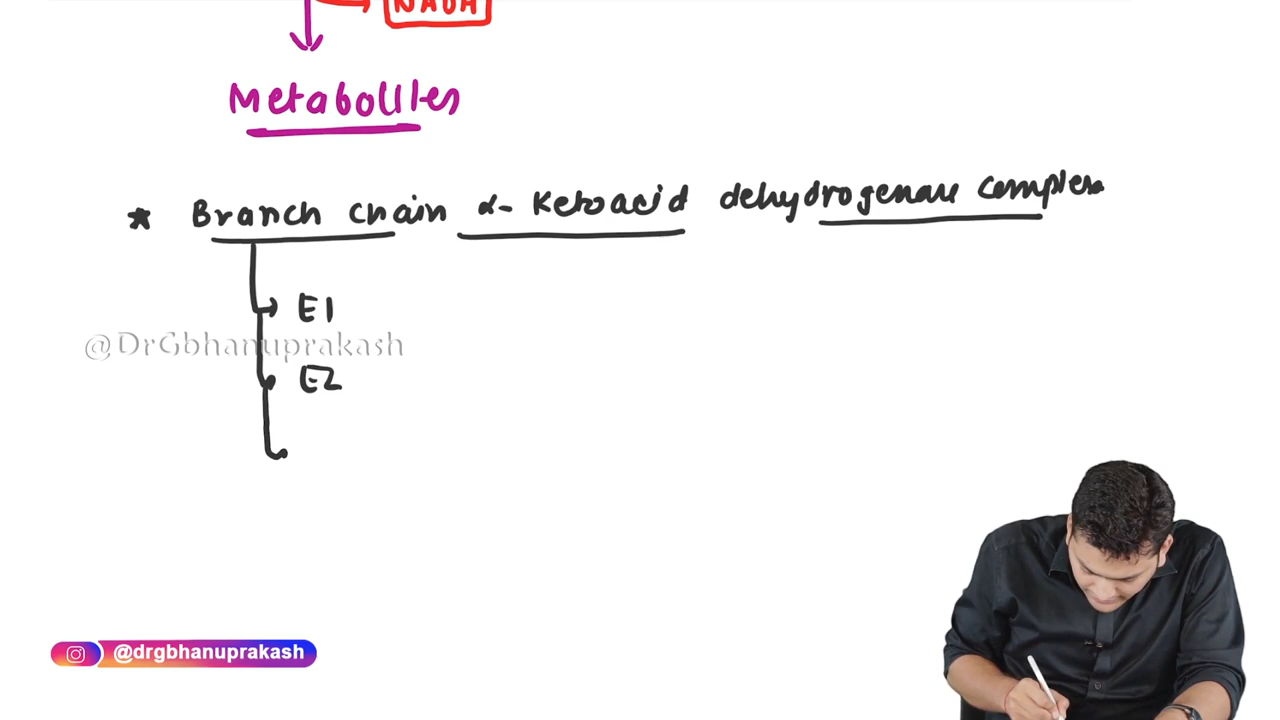 NADH
Metabolites
* Branch chain α- Ketoacid dehydrogenase complex
E1
@DrGbhanuprakash
E2
@drgbhanuprakash